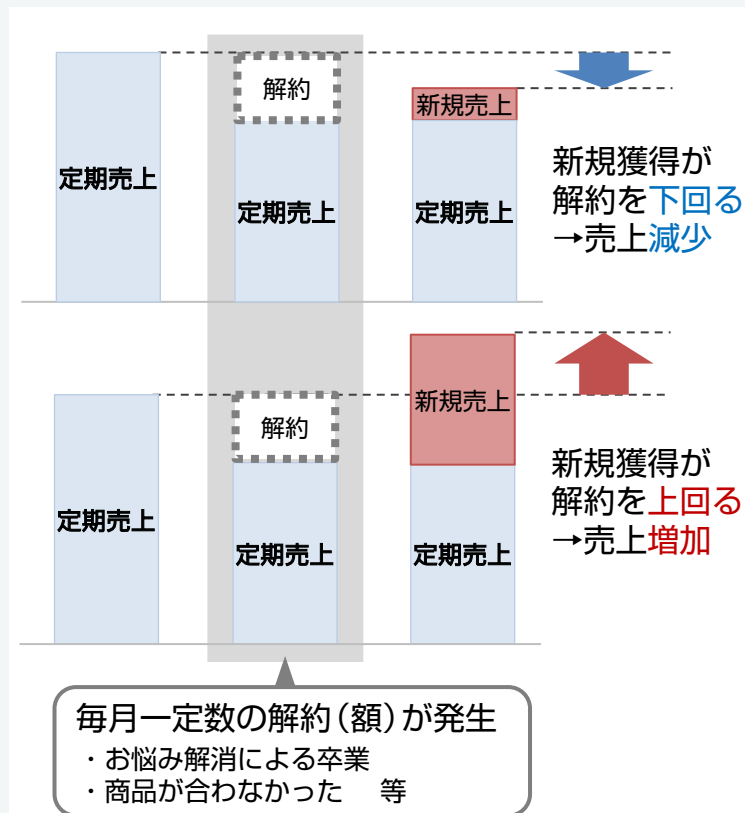 解約
新規売上
定期売上
定期売上
定期売上
新規獲得が
解約を下回る
→売上減少
新規売上
解約
定期売上
定期売上
定期売上
新規獲得が
解約を上回る
→売上増加
毎月一定数の解約(額)が発生
・お悩み解消による卒業
・商品が合わなかった 等